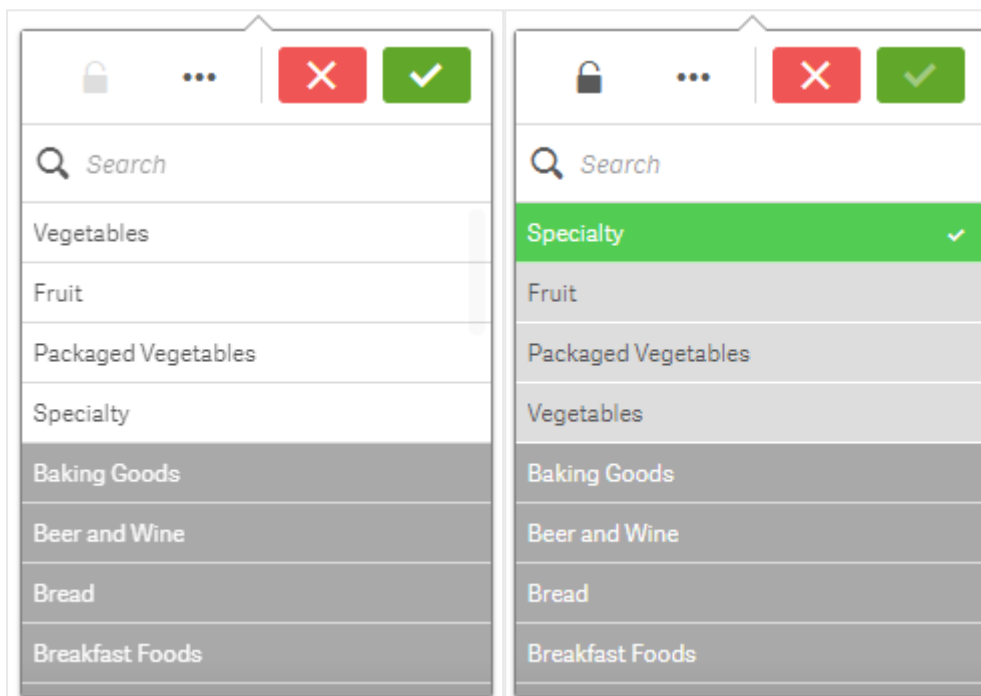 Search
Vegetables
Fruit
Packaged Vegetables
Specialty
Baking Goods
Beer and Wine
Bread
Breakfast Foods
Search
Specialty
Fruit
Packaged Vegetables
Vegetables
Baking Goods
Beer and Wine
Bread
Breakfast Foods